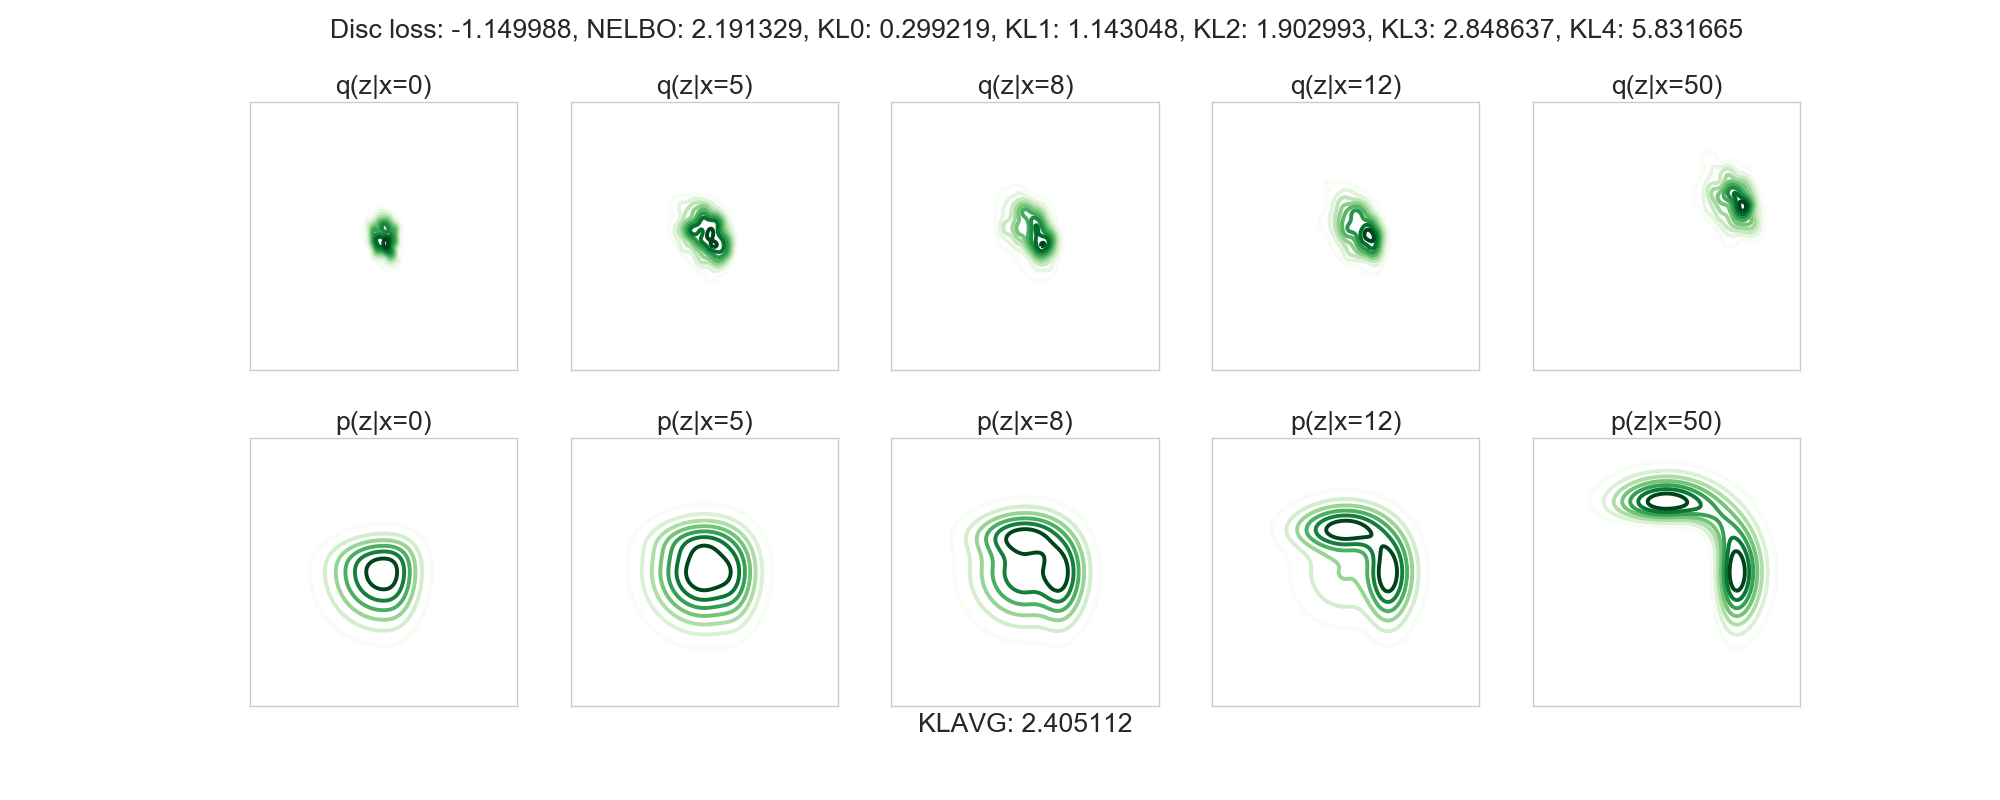 Disc loss: -1.149988, NELBO: 2.191329, KL0: 0.299219, KL1: 1.143048, KL2: 1.902993, KL3: 2.848637, KL4: 5.831665
q(z|x=0) q(z|x=5) q(z|x=8) q(z|x=12) q(z|x=50)
p(z|x=0) p(z|x=5) p(z|x=8) p(z|x=12) p(z|x=50)
KLAVG: 2.405112